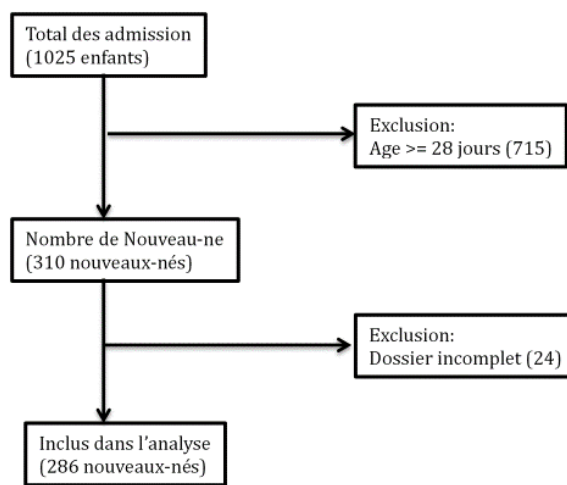 Total des admission
(1025 enfants)
Exclusion:
Age >= 28 jours (715)
Nombre de Nouveau-ne
(310 nouveaux-nés)
Exclusion:
Dossier incomplet (24)
Inclus dans l’analyse
(286 nouveaux-nés)